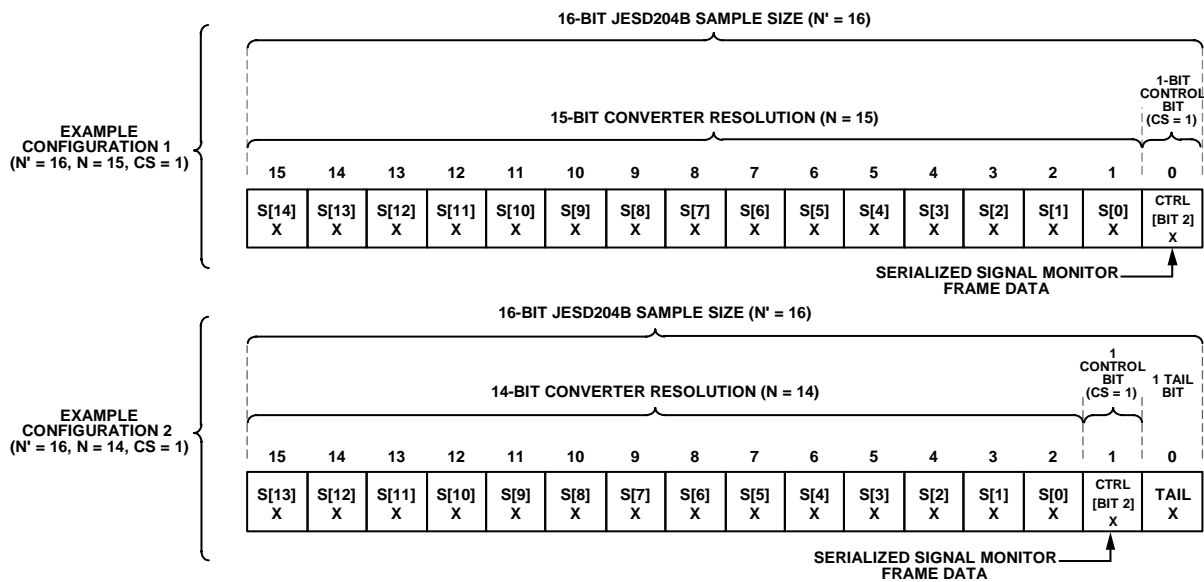 16-BIT JESD204B SAMPLE SIZE (N' = 16)
1-BIT
CONTROL
BIT
(CS = 1)
15-BIT CONVERTER RESOLUTION (N = 15)
EXAMPLE
CONFIGURATION 1
(N' = 16, N = 15, CS = 1)
15 14 13 12 11 10 9 8 7 6 5 4 3 2 1 0
S[14] S[13] S[12] S[11] S[10] S[9] S[8] S[7] S[6] S[5] S[4] S[3] S[2] S[1] S[0] CTRL
[BIT 2]
X X X X X X X X X X X X X X X X
SERIALIZED SIGNAL MONITOR
FRAME DATA
16-BIT JESD204B SAMPLE SIZE (N' = 16)
1
CONTROL
BIT
(CS = 1)
1 TAIL
BIT
14-BIT CONVERTER RESOLUTION (N = 14)
EXAMPLE
CONFIGURATION 2
(N' = 16, N = 14, CS = 1)
15 14 13 12 11 10 9 8 7 6 5 4 3 2 1 0
S[13] S[12] S[11] S[10] S[9] S[8] S[7] S[6] S[5] S[4] S[3] S[2] S[1] S[0] CTRL TAIL
[BIT 2]
X X X X X X X X X X X X X X X X
SERIALIZED SIGNAL MONITOR
FRAME DATA